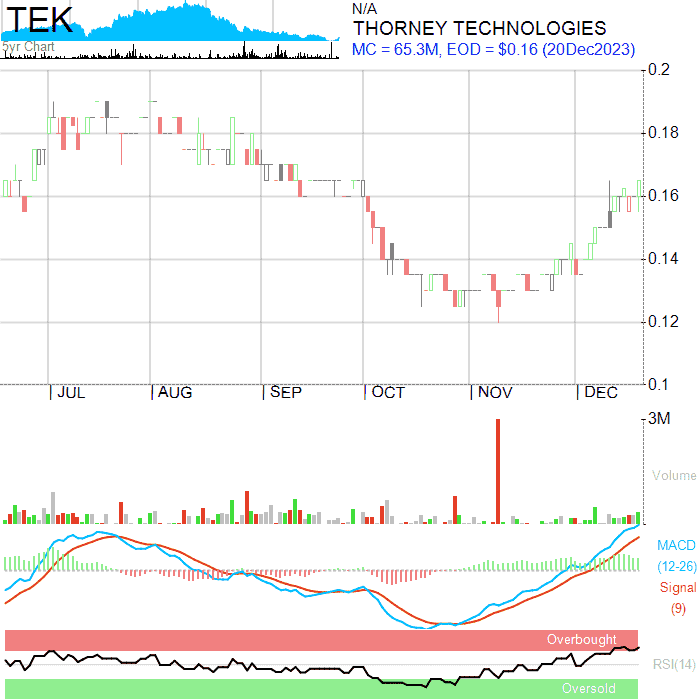 TEK
5yr Chart
N/A
THORNEY TECHNOLOGIES
MC = 65.3M, EOD = $0.16 (20Dec2023)
0.2
0.18
0.16
0.14
0.12
0.1
JUL AUG SEP OCT NOV DEC
3M
Volume
MACD
(12-26)
Signal
(9)
Overbought
RSI(14)
Oversold